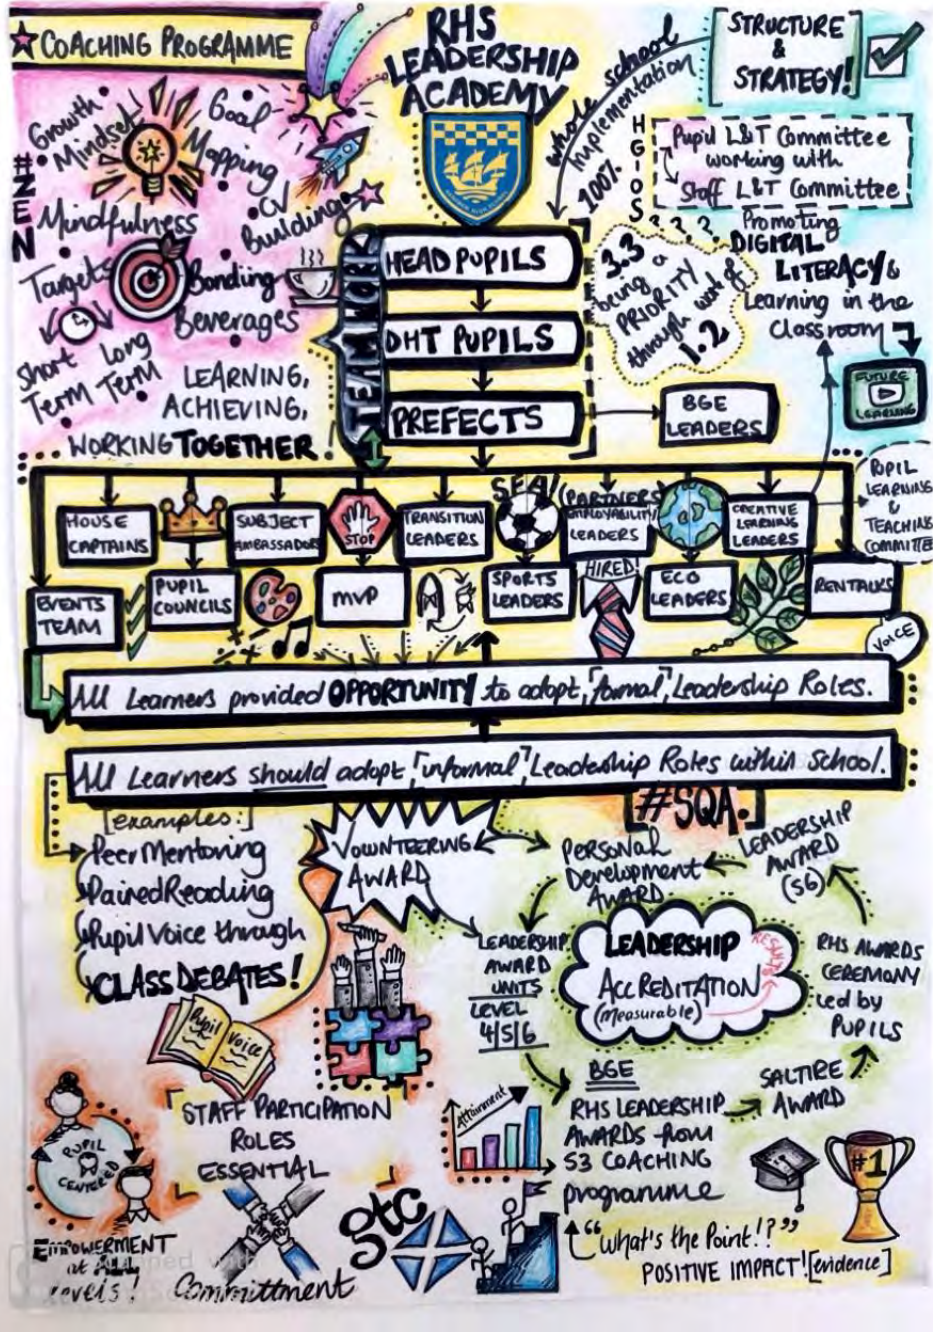 COACHING PROGRAMME
RHS
LEADERSHIP
ACADEMY
whole school
implementation
100%
STRUCTURE
&
STRATEGY!
#ZEN
Growth
Mindset
Goal
Mapping
Mindfulness
CV
Building
Targets
Bonding
Beverages
Short
Term
Long
Term
LEARNING,
ACHIEVING,
WORKING TOGETHER!
HGIOS
? ? ?
Pupil L&T Committee
working with
Staff L&T Committee
Promoting
DIGITAL
LITERACY &
Learning in the
Classroom
FUTURE
LEARNING
3.3
being a
PRIORITY
through work of
1.2
TEAMWORK
HEAD PUPILS
DHT PUPILS
PREFECTS
BGE
LEADERS
PUPIL
LEARNING
&
TEACHING
COMMITTEE
HOUSE
CAPTAINS
SUBJECT
AMBASSADORS
STOP
TRANSITION
LEADERS
SFA!
PARTNERS
EMPLOYABILITY
LEADERS
CREATIVE
LEARNING
LEADERS
EVENTS
TEAM
PUPIL
COUNCILS
MVP
SPORTS
LEADERS
HIRED!
ECO
LEADERS
RENTALKS
VOICE
All Learners provided OPPORTUNITY to adopt, "formal", Leadership Roles.
All Learners should adopt "informal" Leadership Roles within School.
[examples:]
Peer Mentoring
Paired Reading
Pupil Voice through
CLASS DEBATES!
Pupil Voice
VOLUNTEERING
AWARD
#SQA.
PERSONAL
Development
AWARD
LEADERSHIP
AWARD
(S6)
LEADERSHIP
AWARD
UNITS
LEVEL
4/5/6
LEADERSHIP
ACCREDITATION
(measurable)
RESULTS
RHS AWARDS
CEREMONY
Led by
PUPILS
BGE
RHS LEADERSHIP
AWARDS from
S3 COACHING
programme
SALTIRE
AWARD
STAFF PARTICIPATION
ROLES
ESSENTIAL
Attainment
PUPIL
CENTERED
EMPOWERMENT
at ALL
levels!
Committment
gtc
#1
"What's the Point!?"
POSITIVE IMPACT! [evidence]
Scanned with